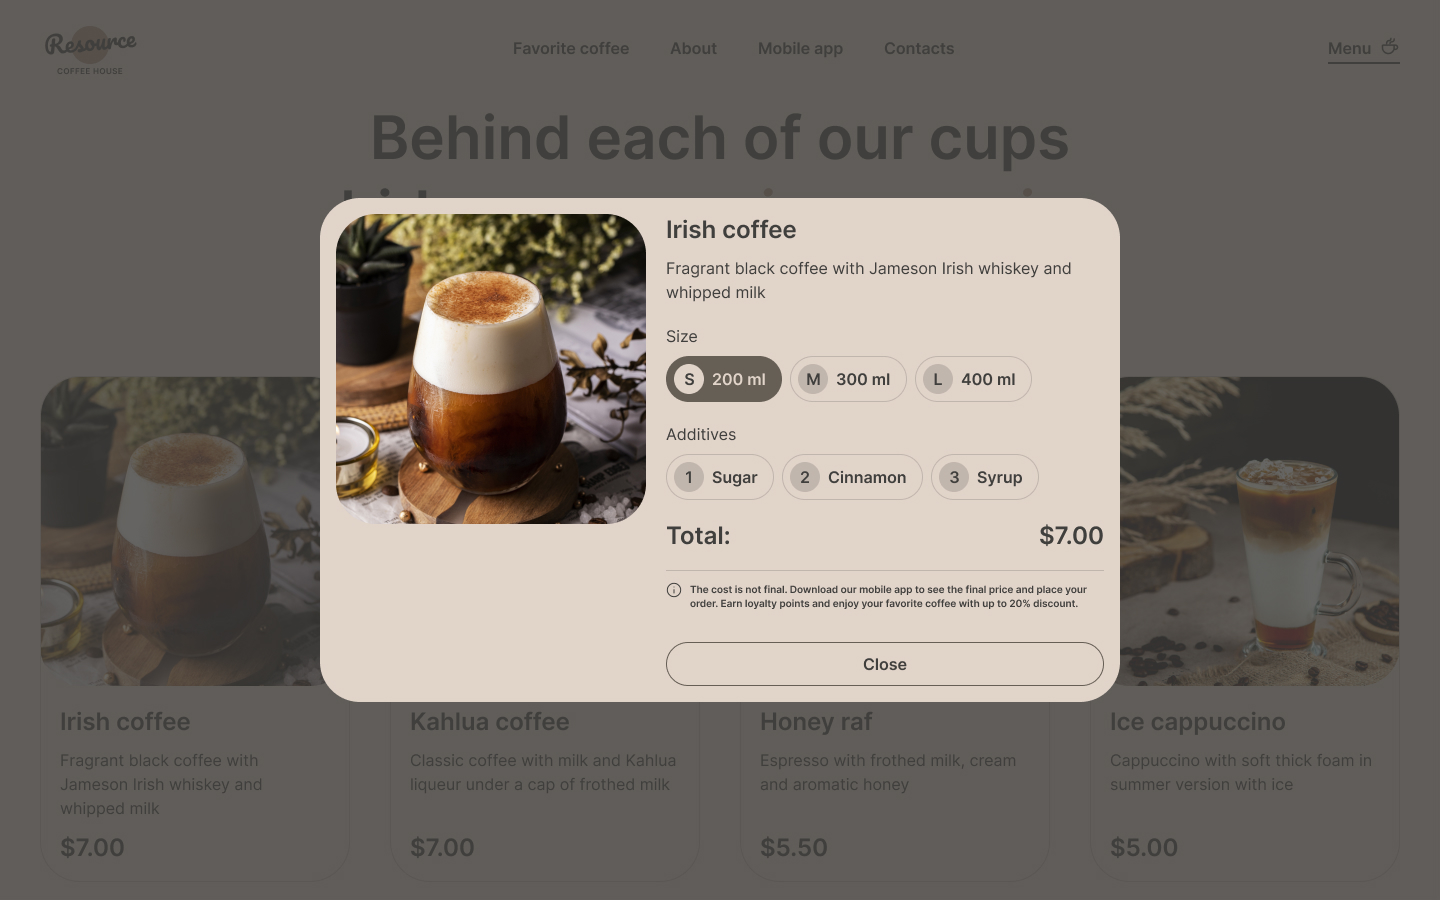 Resource
COFFEE HOUSE
Favorite coffee
About
Mobile app
Contacts
Menu
Behind each of our cups
Irish coffee
Fragrant black coffee with Jameson Irish whiskey and
whipped milk
Size
S 200 ml
M 300 ml
L 400 ml
Additives
1 Sugar
2 Cinnamon
3 Syrup
Total: $7.00
The cost is not final. Download our mobile app to see the final price and place your
order. Earn loyalty points and enjoy your favorite coffee with up to 20% discount.
Close
Irish coffee
Fragrant black coffee with
Jameson Irish whiskey and
whipped milk
$7.00
Kahlua coffee
Classic coffee with milk and Kahlua
liqueur under a cap of frothed milk
$7.00
Honey raf
Espresso with frothed milk, cream
and aromatic honey
$5.50
Ice cappuccino
Cappuccino with soft thick foam in
summer version with ice
$5.00